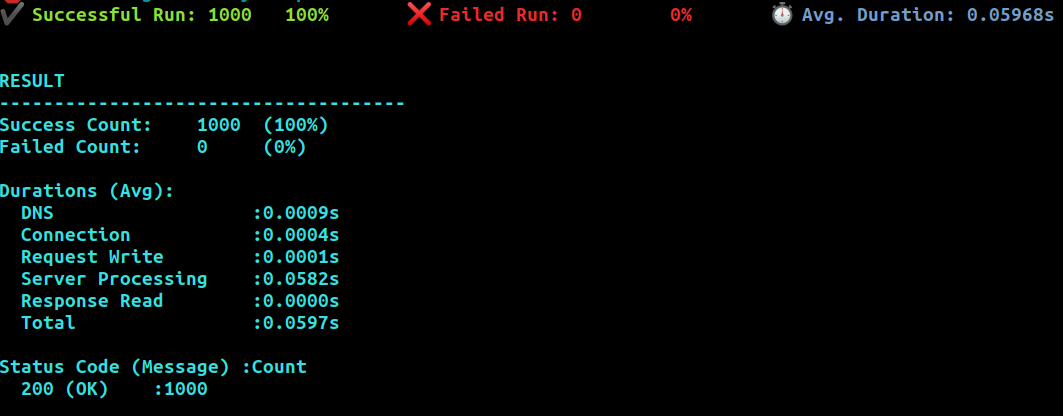 ✔ Successful Run: 1000 100% ❌ Failed Run: 0 0% ⏱ Avg. Duration: 0.05968s
RESULT
-------------------------------------
Success Count: 1000 (100%)
Failed Count: 0 (0%)
Durations (Avg):
DNS :0.0009s
Connection :0.0004s
Request Write :0.0001s
Server Processing :0.0582s
Response Read :0.0000s
Total :0.0597s
Status Code (Message) :Count
200 (OK) :1000